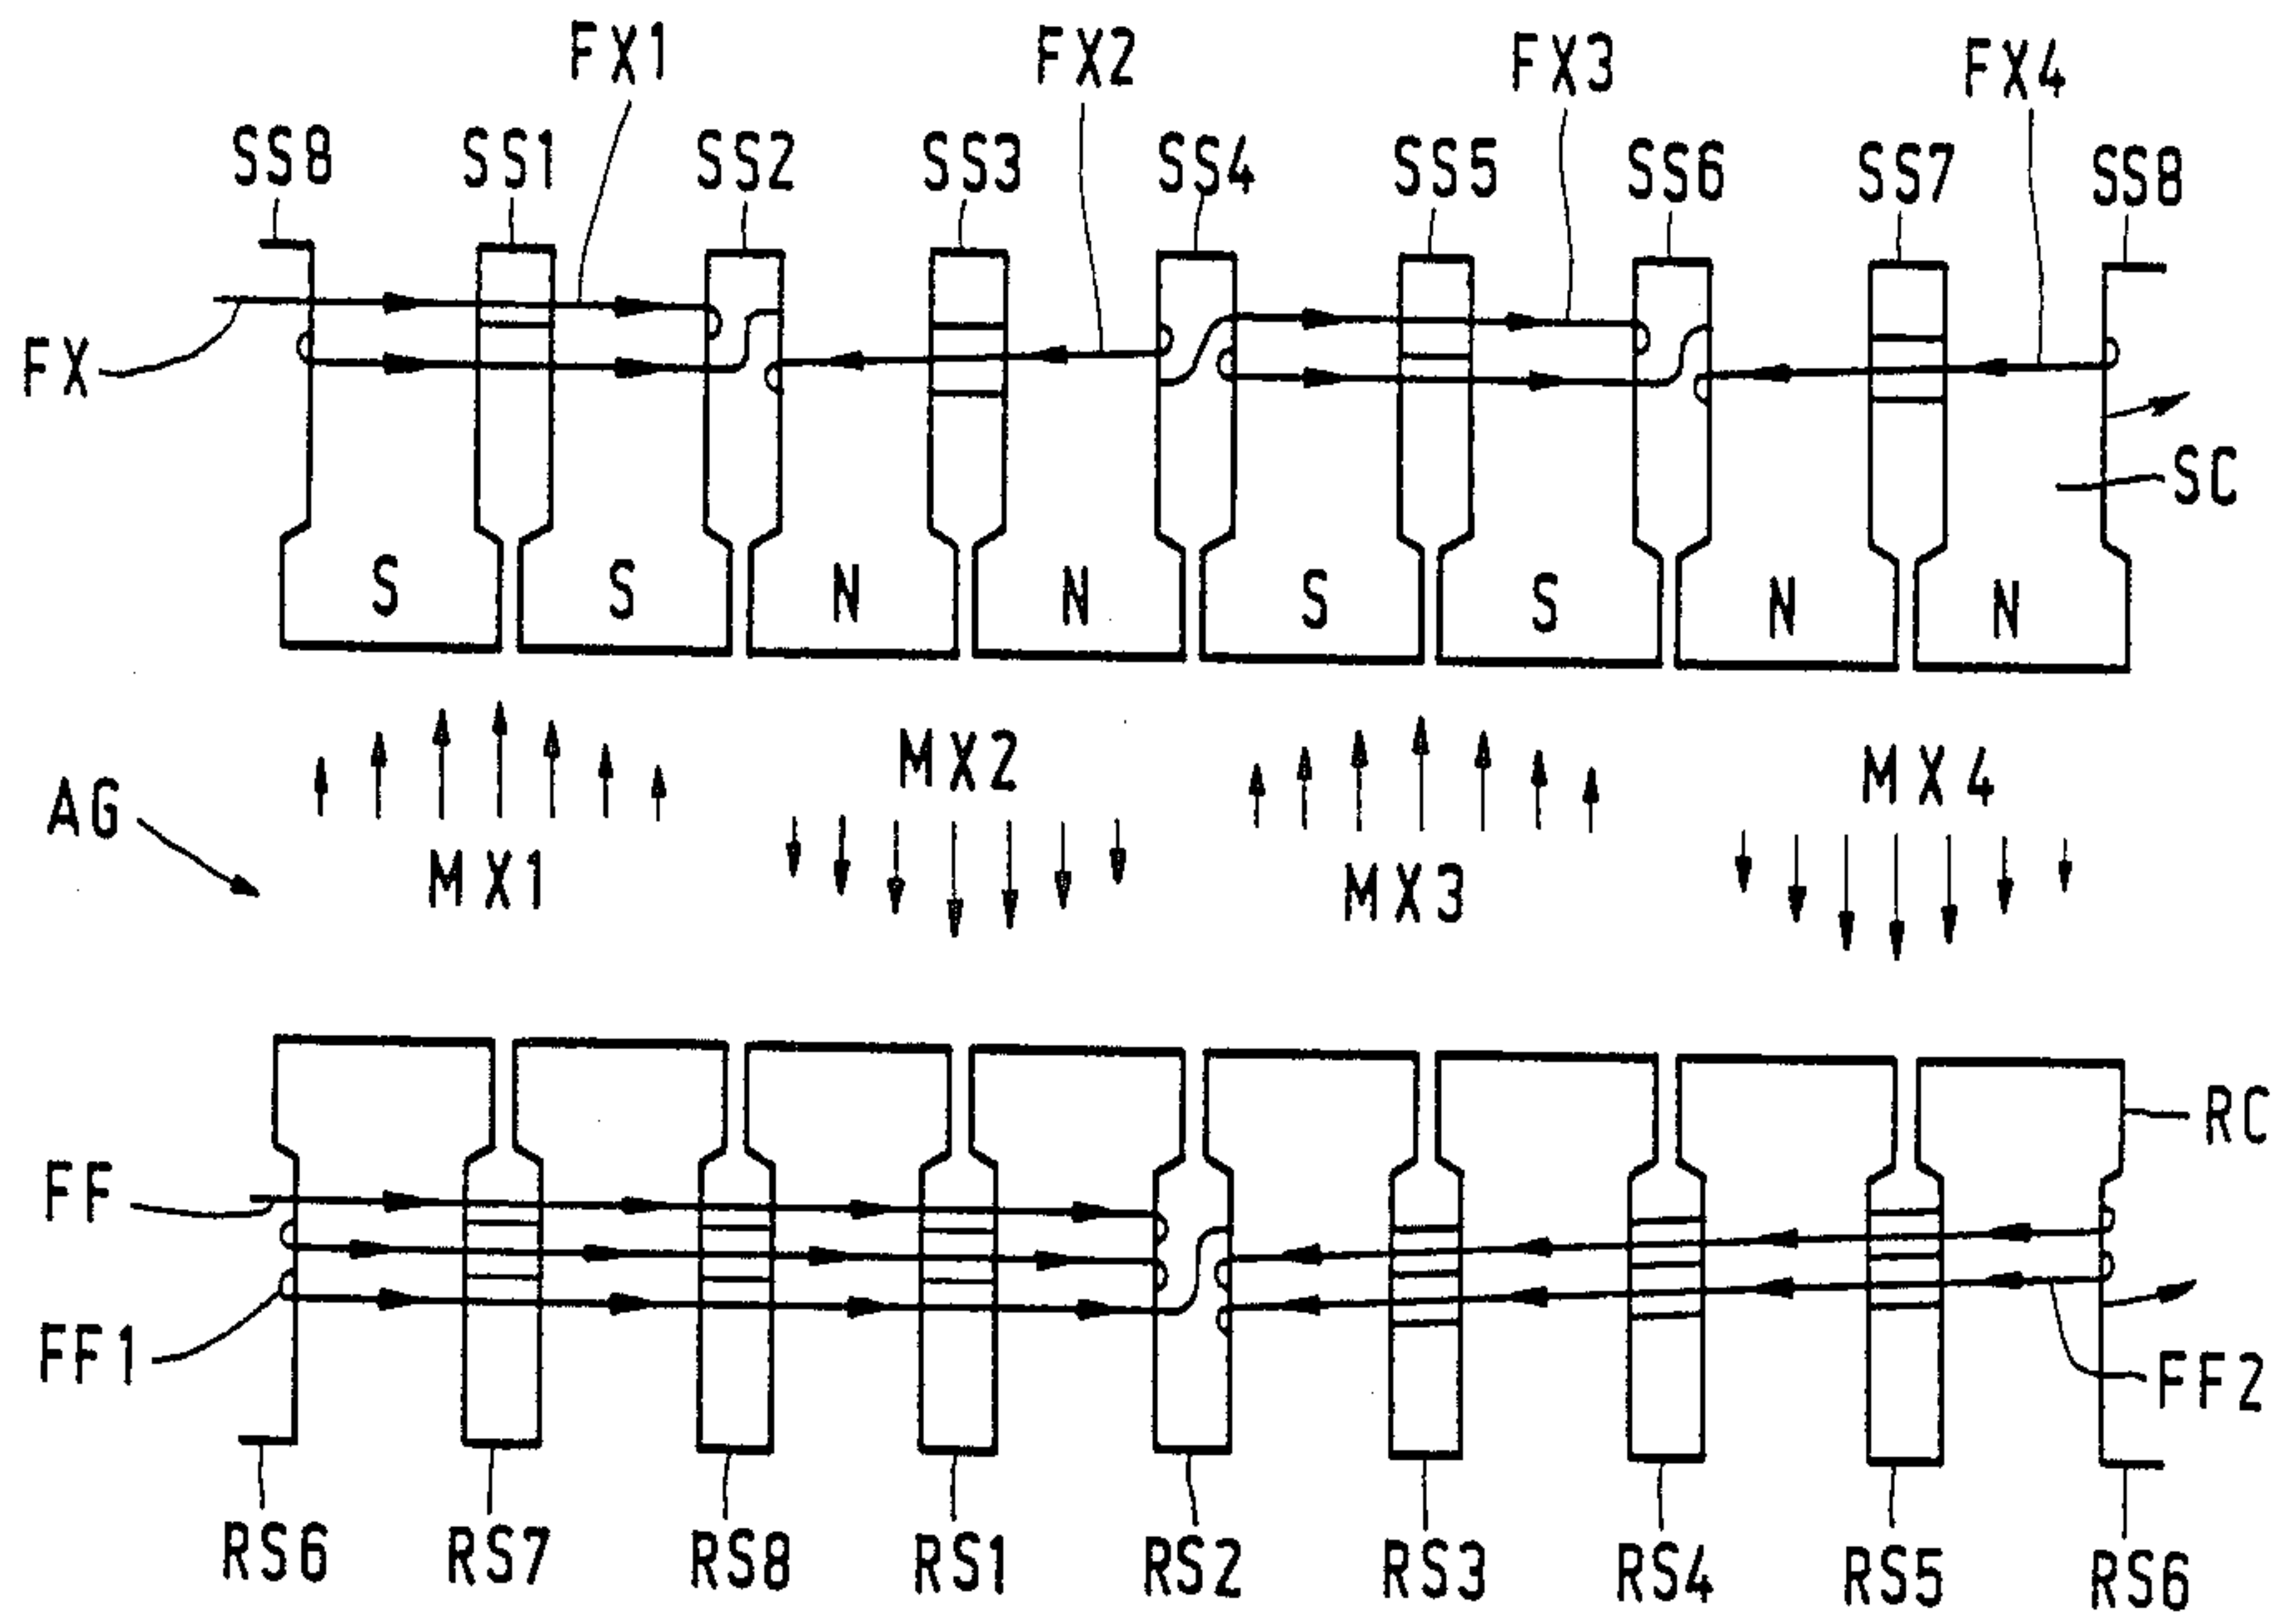 FX1 FX2 FX3 FX4
SS8 SS1 SS2 SS3 SS4 SS5 SS6 SS7 SS8
FX
SC
S S N N S S N N
MX2 MX4
AG
MX1 MX3
RC
FF
FF1
FF2
RS6 RS7 RS8 RS1 RS2 RS3 RS4 RS5 RS6